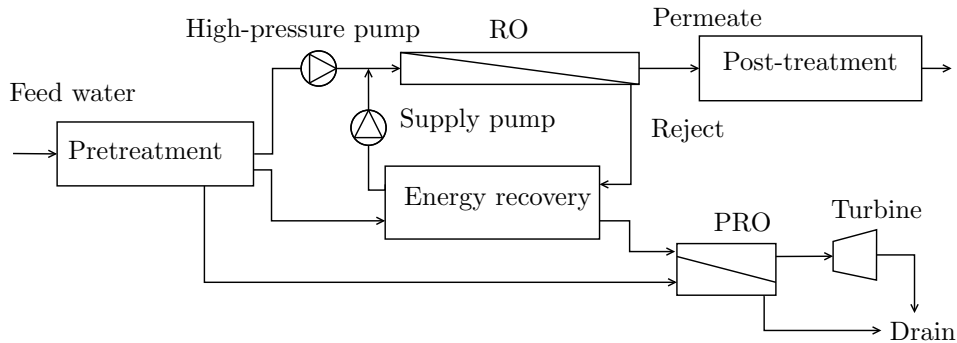 Permeate
High-pressure pump
RO
Post-treatment
Feed water
Supply pump
Reject
Pretreatment
Energy recovery
Turbine
PRO
Drain